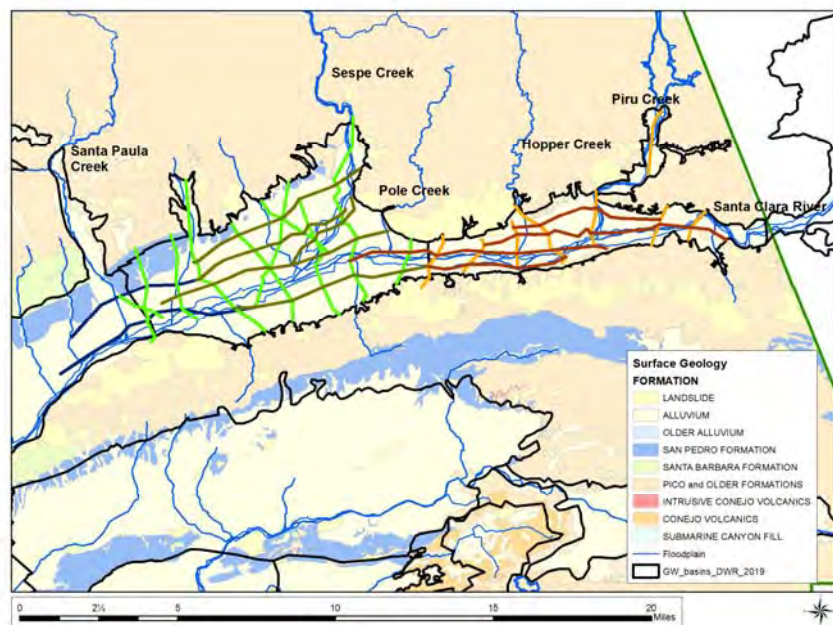 Sespe Creek
Piru Creek
Santa Paula
Creek
Hopper Creek
Pole Creek
Santa Clara River
Surface Geology
FORMATION
LANDSLIDE
ALLUVIUM
OLDER ALLUVIUM
SAN PEDRO FORMATION
SANTA BARBARA FORMATION
PICO and OLDER FORMATIONS
INTRUSIVE CONEJO VOLCANICS
CONEJO VOLCANICS
SUBMARINE CANYON FILL
Floodplain
GW_basins_DWR_2019
0 2½ 5 10 15 20
Miles